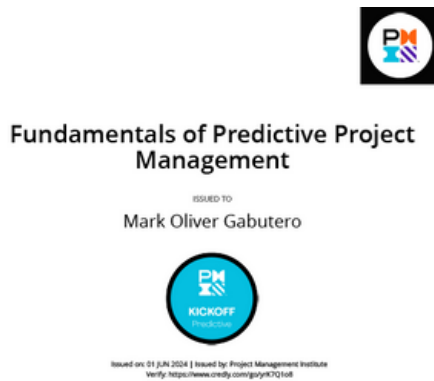 Fundamentals of Predictive Project
Management
ISSUED TO
Mark Oliver Gabutero
KICKOFF
Predictive
Issued on: 01 JUN 2024 | Issued by: Project Management Institute
Verify: https://www.credly.com/go/yrK7Q1o8